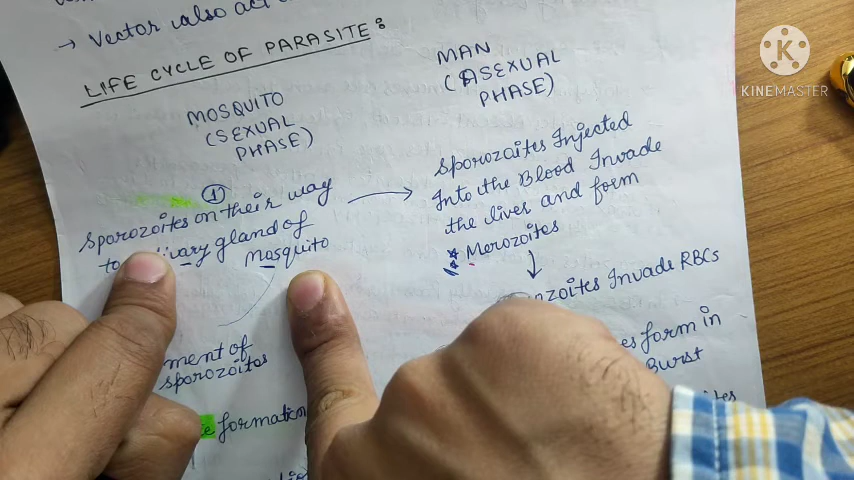 → Vector also act
LIFE CYCLE OF PARASITE:
MOSQUITO
(SEXUAL
PHASE)
MAN
(ASEXUAL
PHASE)
1
Sporozoites on their way
to gland of
mosquito
→
Sporozoites Injected
Into the Blood Invade
the lives and form
Merozoites
↓
Invade RBCs
form in
Burst
ment of
sporozoites
formation
K
KINEMASTER